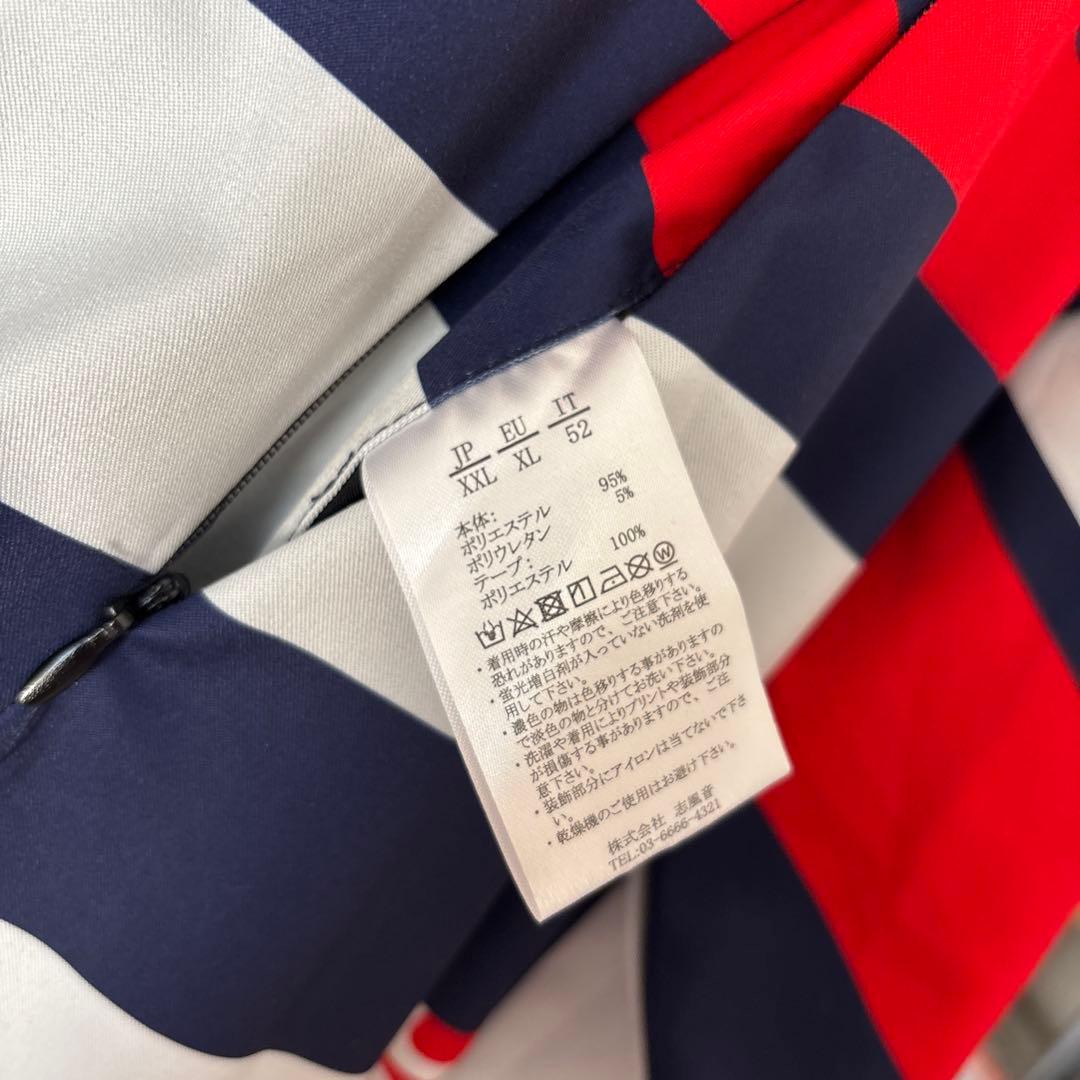 JP EU IT
XXL XL 52
本体:
ポリエステル 95%
ポリウレタン 5%
テープ:
ポリエステル 100%
・着用時の汗や摩擦により色移りする
恐れがありますので、ご注意下さい。
・蛍光増白剤が入っていない洗剤を使
用して下さい。
・濃色の物は色移りする事がありますの
で淡色の物と分けてお洗い下さい。
・洗濯や着用によりプリントや装飾部分
が損傷する事がありますので、ご注
意下さい。
・装飾部分にアイロンは当てないで下さ
い。
・乾燥機のご使用はお避け下さい。
株式会社 志風音
TEL:03-6666-4321